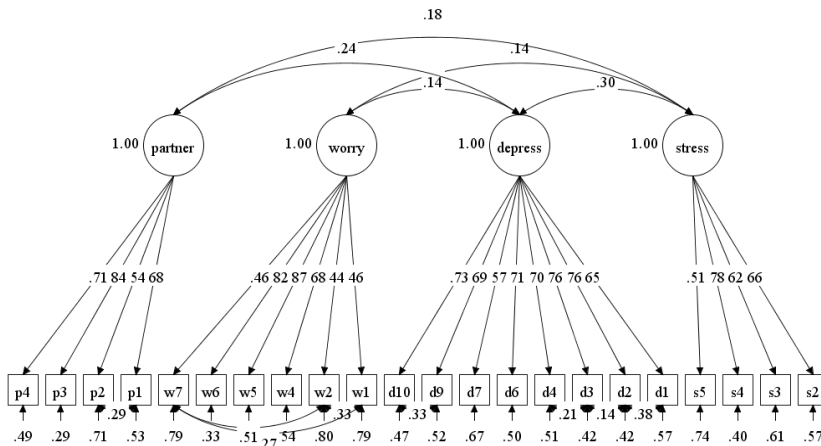 .18
.24 .14
.14 .30
1.00 partner 1.00 worry 1.00 depress 1.00 stress
.71 84 54 68 .46 82 87 68 44 46 .73 69 57 71 70 76 76 65 .51 78 62 66
p4 p3 p2 p1 w7 w6 w5 w4 w2 w1 d10 d9 d7 d6 d4 d3 d2 d1 s5 s4 s3 s2
.29 .33 .33 .21 .14 .38
.49 .29 .71 .53 .79 .33 .51 .27 54 .80 .79 .47 .52 .67 .50 .51 .42 .42 .57 .74 .40 .61 .57